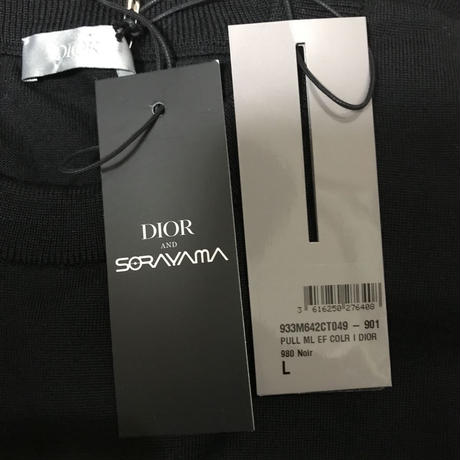 DIOR
DIOR
AND
SORAYAMA
3 616250 276408
933M642CT049 - 901
PULL ML EF COLR I DIOR
980 Noir
L